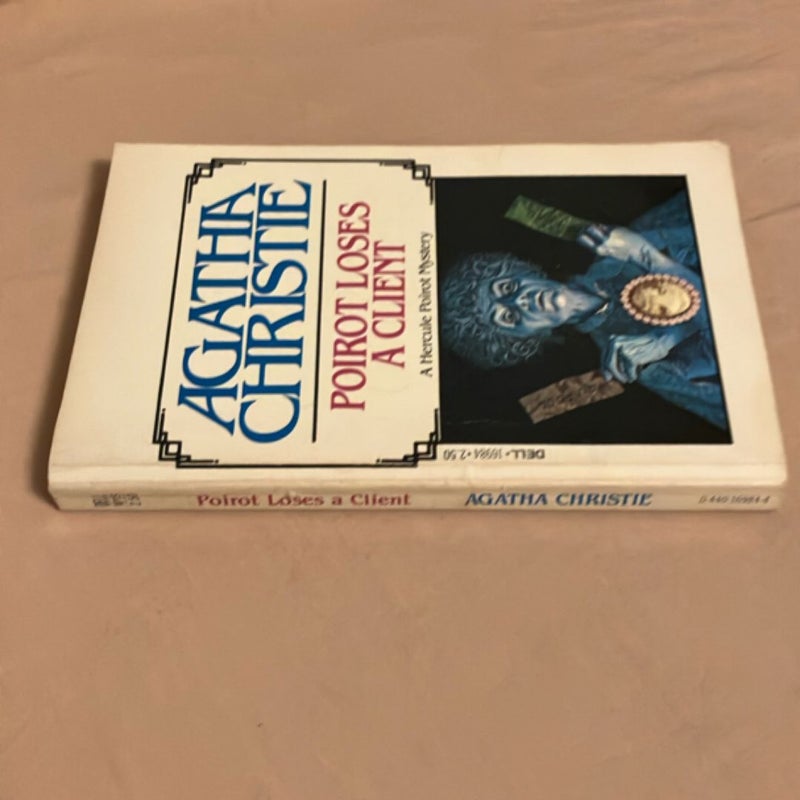 AGATHA
CHRISTIE
POIROT LOSES
A CLIENT
A Hercule Poirot Mystery
DELL • 16984 • 2.50
Poirot Loses a Client
AGATHA CHRISTIE
0-440-16984-4